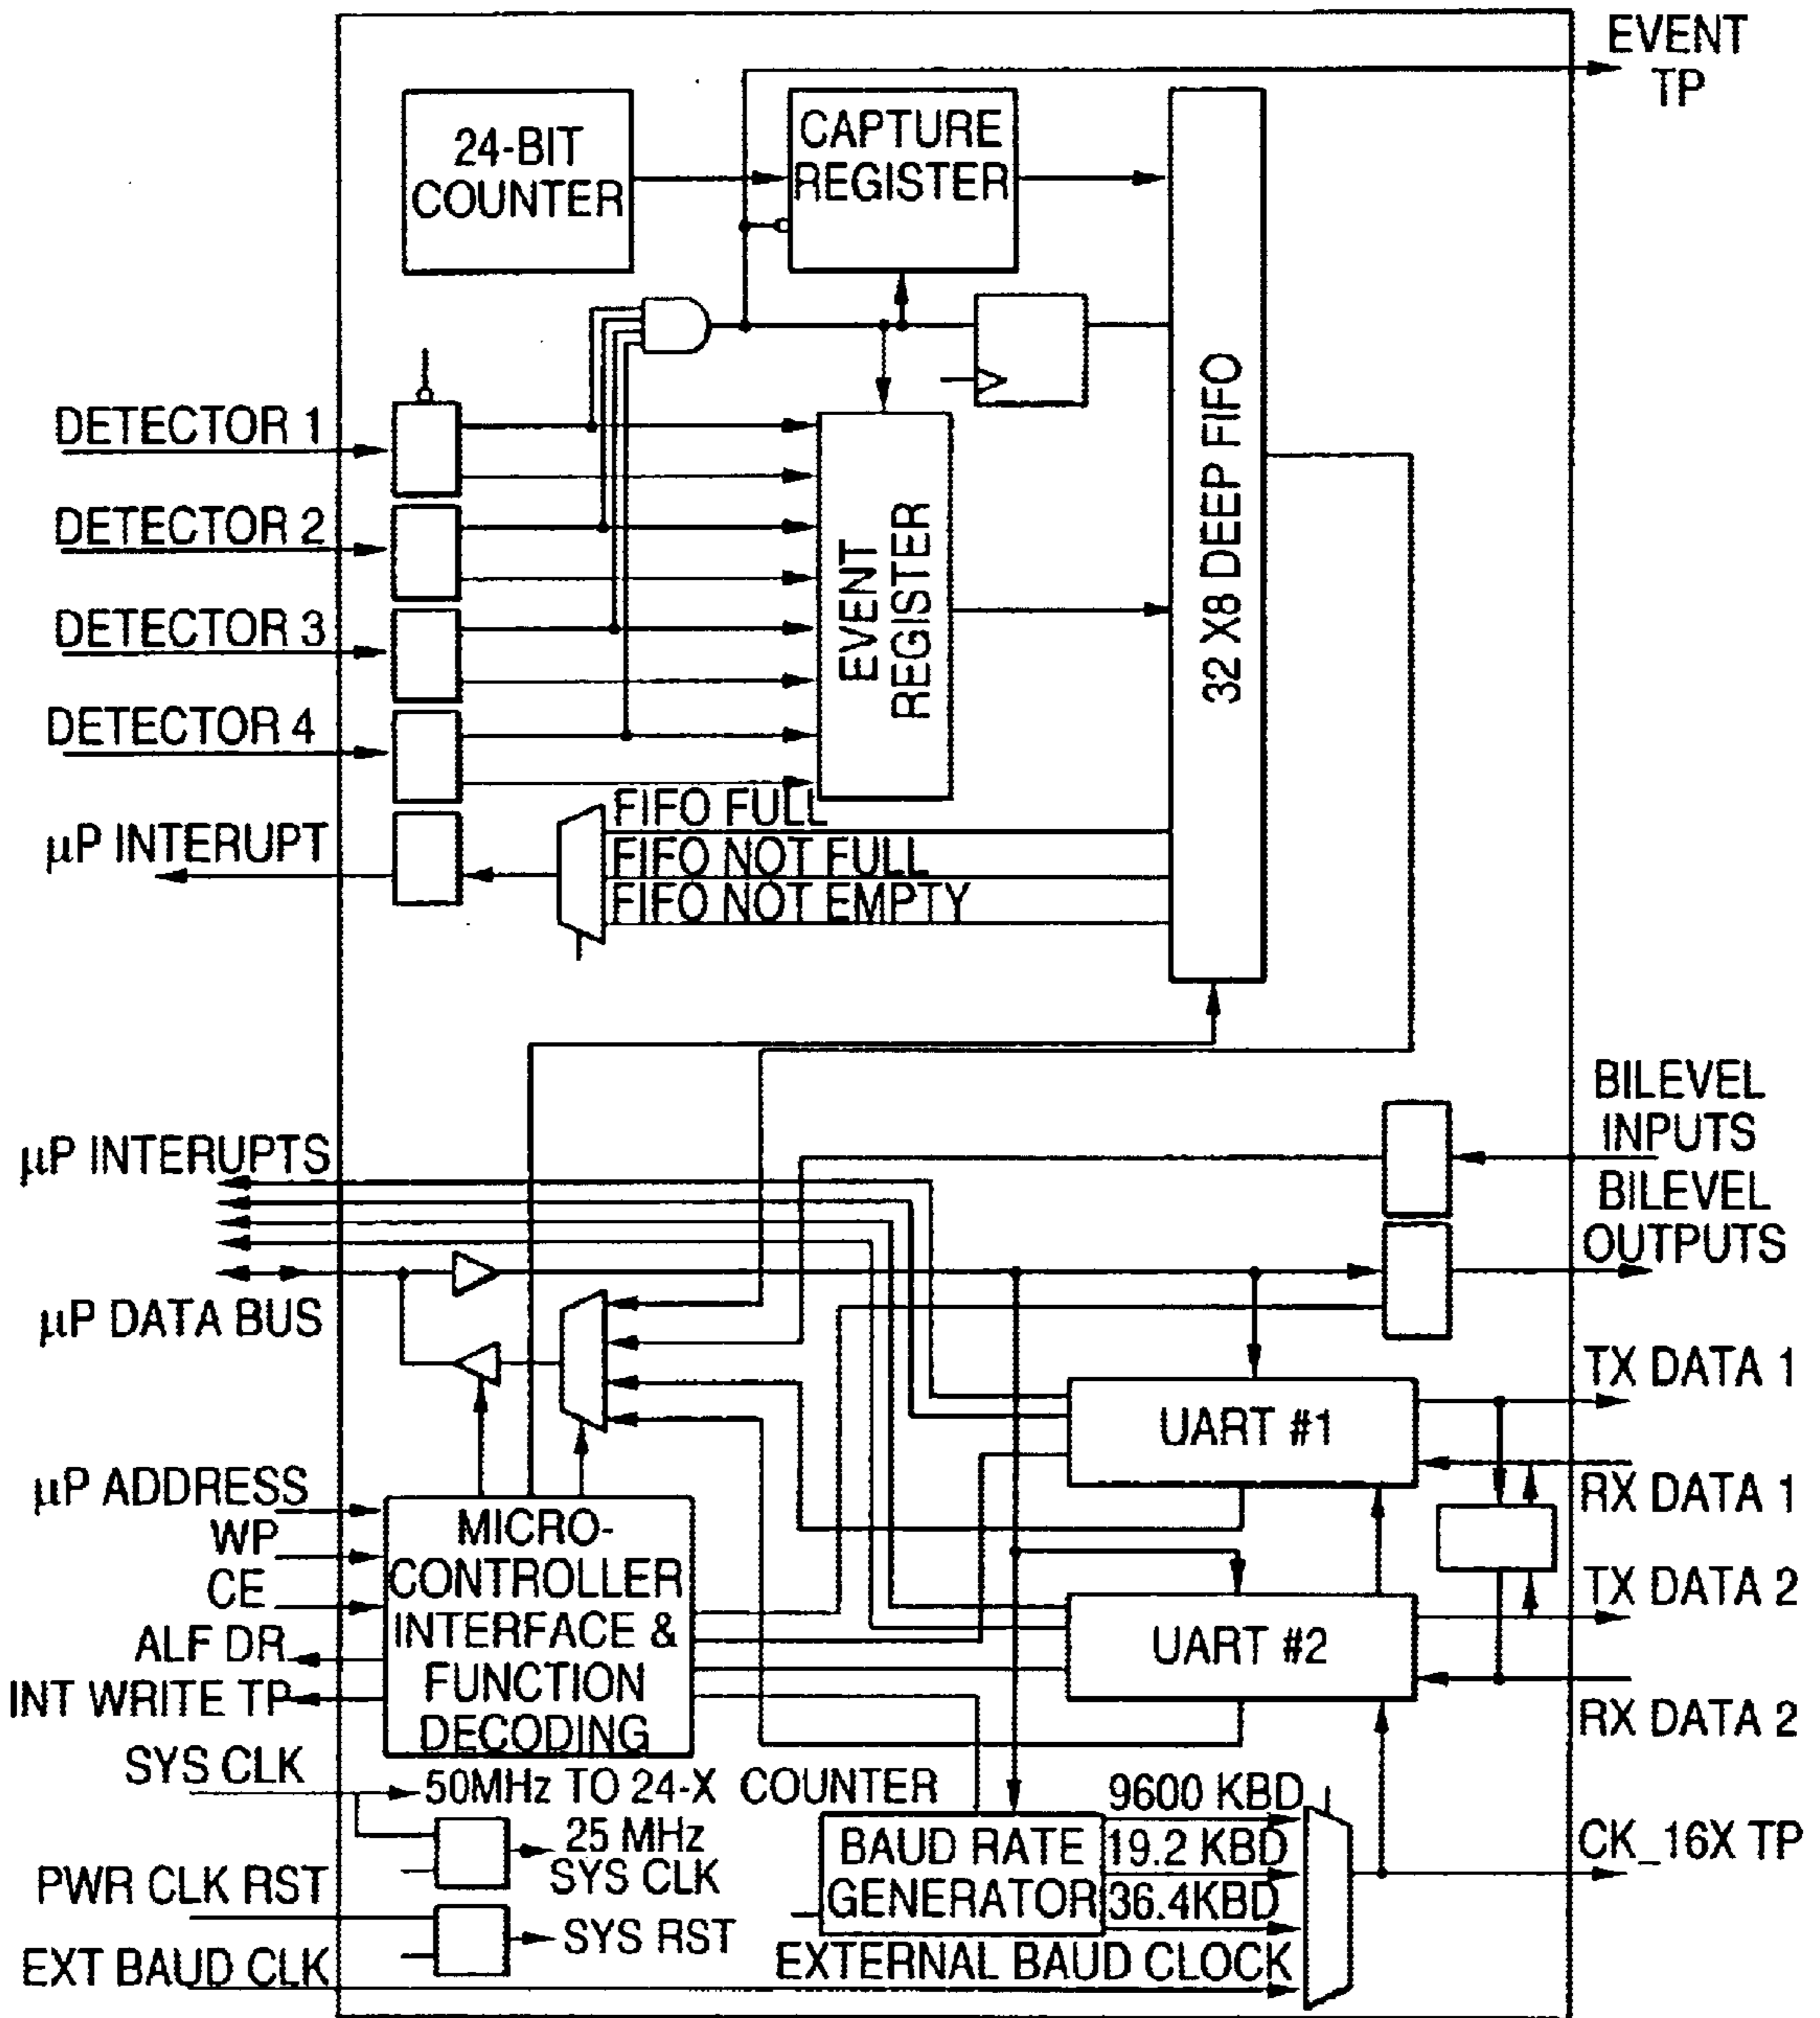 EVENT
TP
24-BIT
COUNTER
CAPTURE
REGISTER
DETECTOR 1
DETECTOR 2
DETECTOR 3
DETECTOR 4
EVENT
REGISTER
32 X8 DEEP FIFO
µP INTERUPT
FIFO FULL
FIFO NOT FULL
FIFO NOT EMPTY
BILEVEL
INPUTS
BILEVEL
OUTPUTS
µP INTERUPTS
µP DATA BUS
TX DATA 1
UART #1
RX DATA 1
µP ADDRESS
WP
CE
ALF DR
INT WRITE TP
MICRO-
CONTROLLER
INTERFACE &
FUNCTION
DECODING
TX DATA 2
UART #2
RX DATA 2
SYS CLK
50MHz TO 24-X COUNTER
25 MHz
SYS CLK
PWR CLK RST
SYS RST
EXT BAUD CLK
BAUD RATE
GENERATOR
9600 KBD
19.2 KBD
36.4KBD
EXTERNAL BAUD CLOCK
CK_16X TP